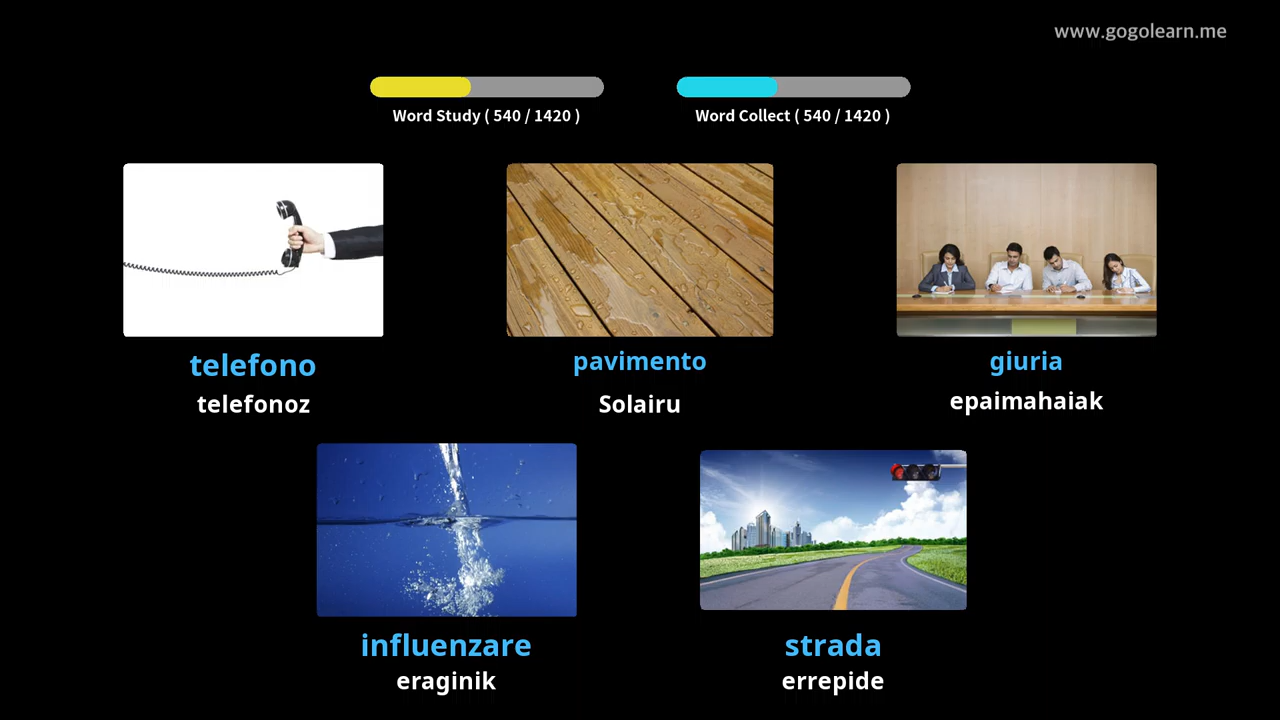 www.gogolearn.me
Word Study ( 540 / 1420 )
Word Collect ( 540 / 1420 )
telefono
telefonoz
pavimento
Solairu
giuria
epaimahaiak
influenzare
eraginik
strada
errepide